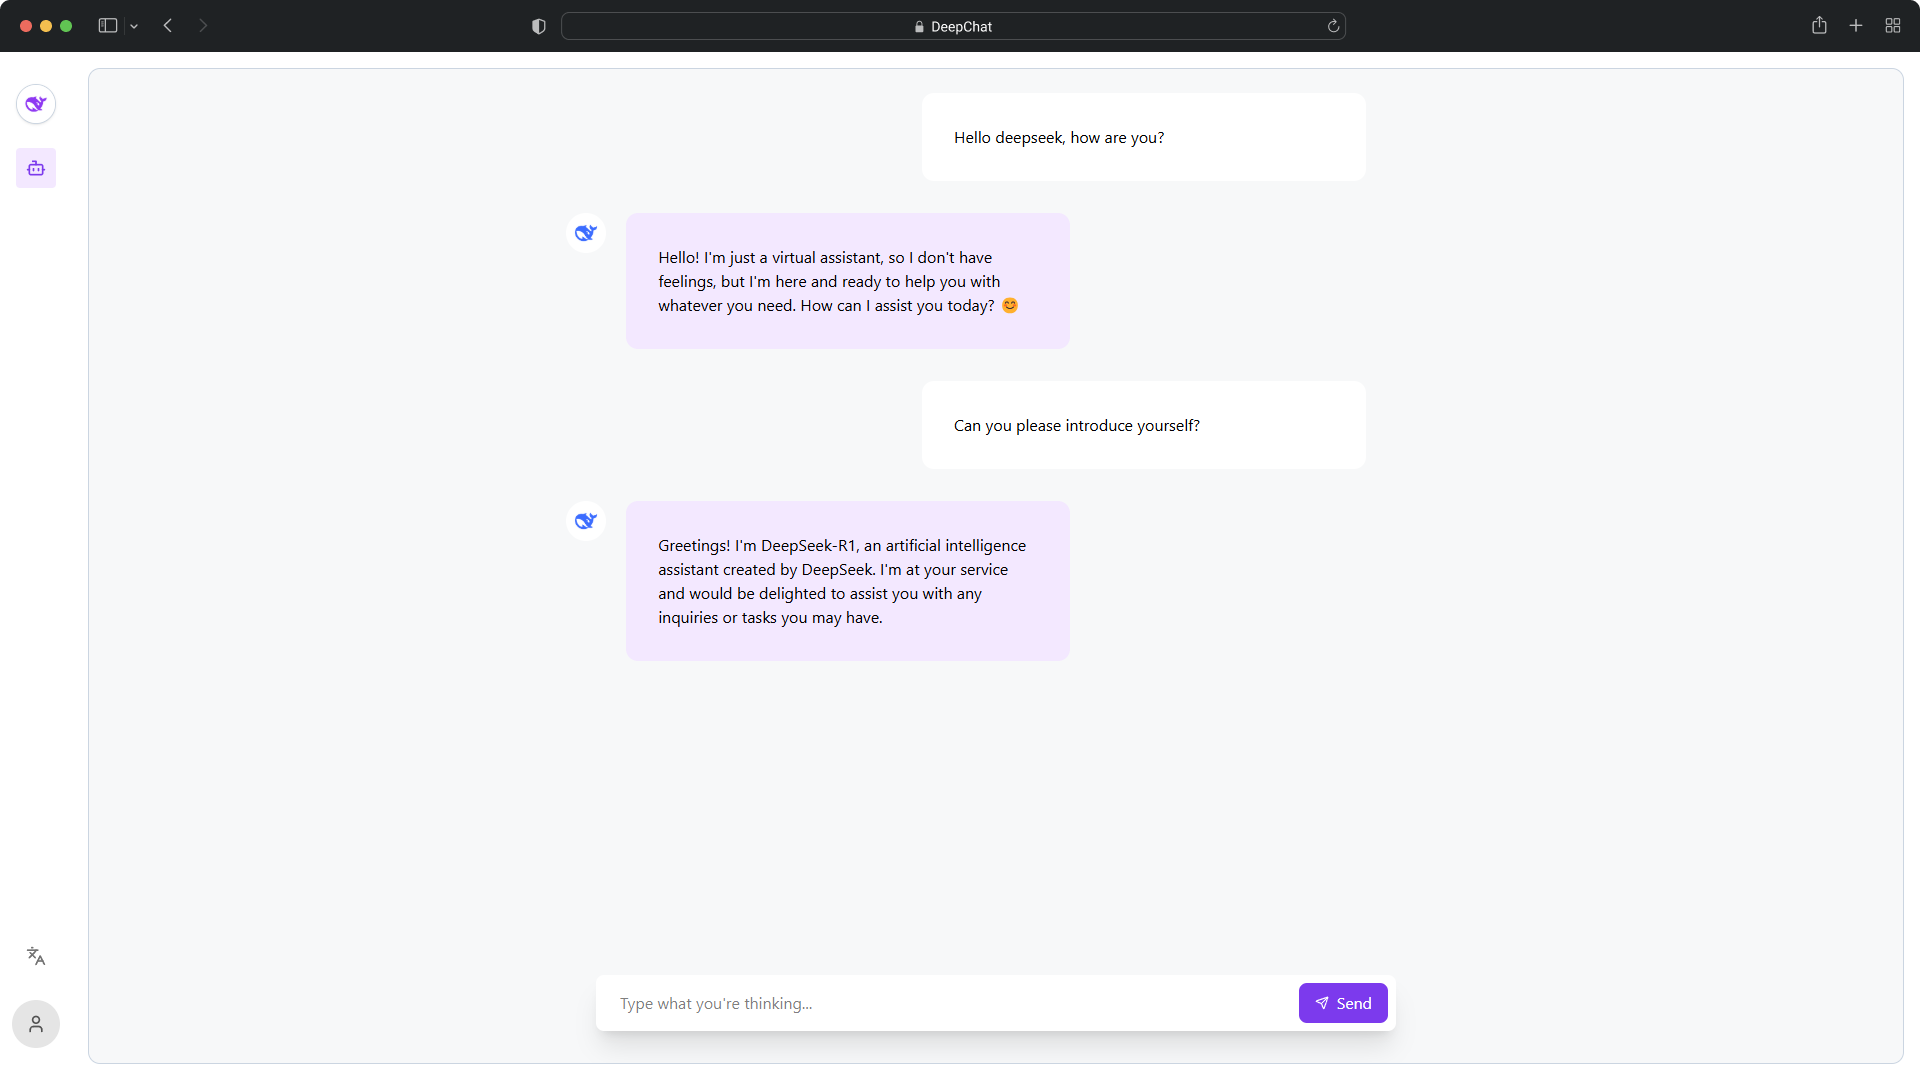 DeepChat
Hello deepseek, how are you?
Hello! I'm just a virtual assistant, so I don't have
feelings, but I'm here and ready to help you with
whatever you need. How can I assist you today? 😊
Can you please introduce yourself?
Greetings! I'm DeepSeek-R1, an artificial intelligence
assistant created by DeepSeek. I'm at your service
and would be delighted to assist you with any
inquiries or tasks you may have.
Type what you're thinking...
Send